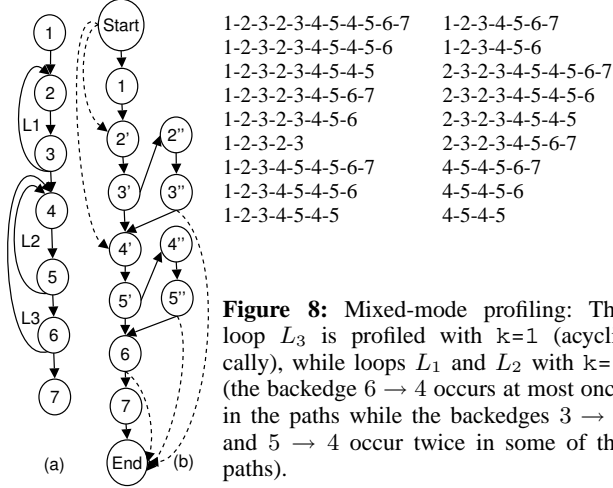 Start
1
1
2
2'
2''
L1
3
3'
3''
4
4'
4''
L2
5
5'
5''
L3
6
6
7
7
End
(a)
(b)
1-2-3-2-3-4-5-4-5-6-7
1-2-3-2-3-4-5-4-5-6
1-2-3-2-3-4-5-4-5
1-2-3-2-3-4-5-6-7
1-2-3-2-3-4-5-6
1-2-3-2-3
1-2-3-4-5-4-5-6-7
1-2-3-4-5-4-5-6
1-2-3-4-5-4-5
1-2-3-4-5-6-7
1-2-3-4-5-6
2-3-2-3-4-5-4-5-6-7
2-3-2-3-4-5-4-5-6
2-3-2-3-4-5-4-5
2-3-2-3-4-5-6-7
4-5-4-5-6-7
4-5-4-5-6
4-5-4-5
Figure 8: Mixed-mode profiling: Th
loop L3 is profiled with k=1 (acycli
cally), while loops L1 and L2 with k=
(the backedge 6 → 4 occurs at most onc
in the paths while the backedges 3 →
and 5 → 4 occur twice in some of th
paths).